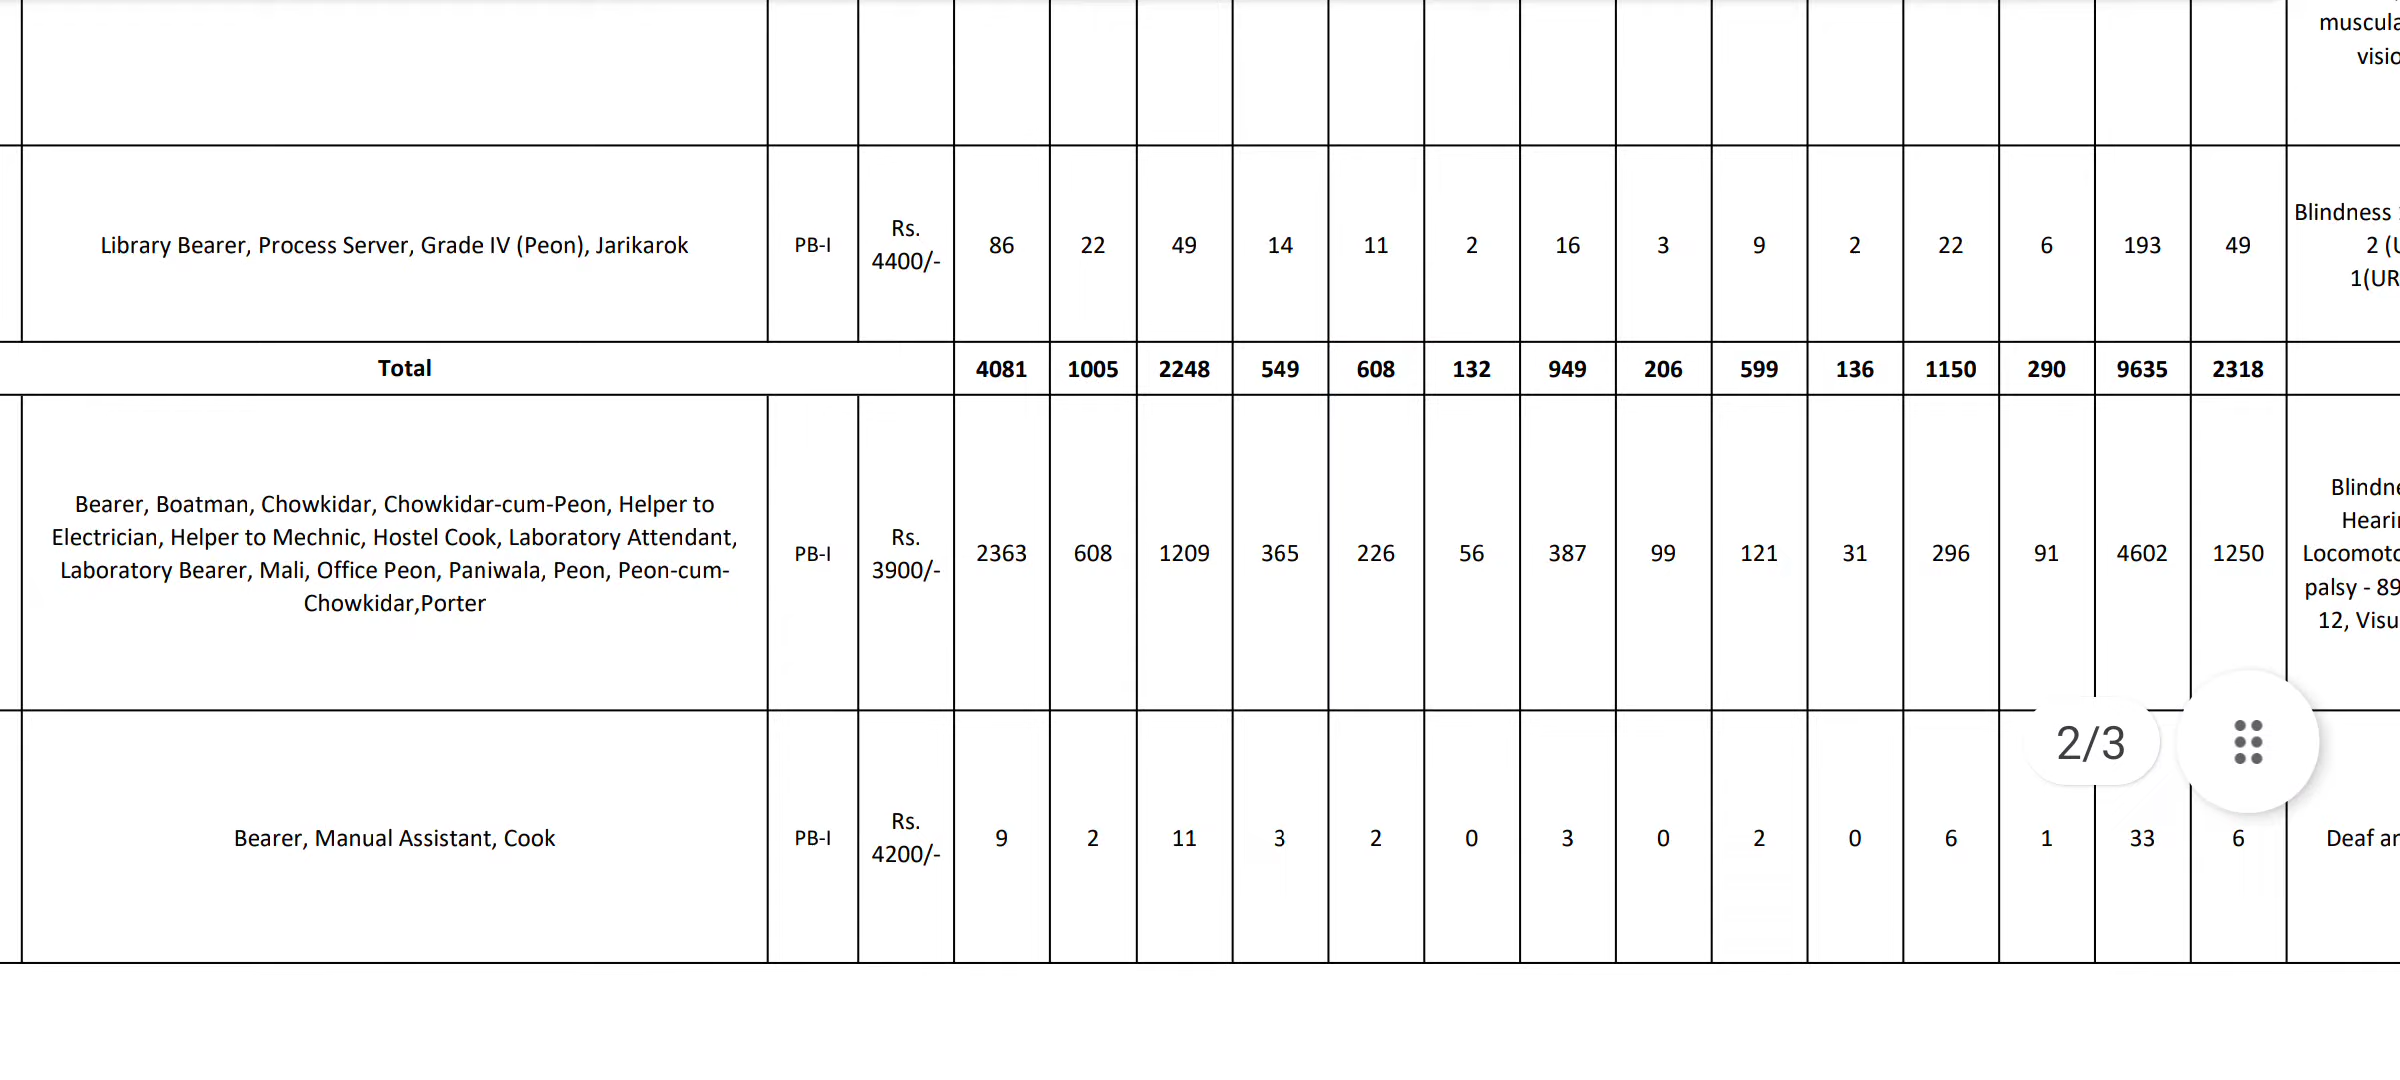 muscula
visio
Library Bearer, Process Server, Grade IV (Peon), Jarikarok PB-I Rs. 4400/- 86 22 49 14 11 2 16 3 9 2 22 6 193 49
Blindness
2 (U
1(UR
Total 4081 1005 2248 549 608 132 949 206 599 136 1150 290 9635 2318
Bearer, Boatman, Chowkidar, Chowkidar-cum-Peon, Helper to
Electrician, Helper to Mechnic, Hostel Cook, Laboratory Attendant,
Laboratory Bearer, Mali, Office Peon, Paniwala, Peon, Peon-cum-
Chowkidar,Porter
PB-I Rs. 3900/- 2363 608 1209 365 226 56 387 99 121 31 296 91 4602 1250
Blindne
Hearin
Locomoto
palsy - 89
12, Visu
2/3
Bearer, Manual Assistant, Cook PB-I Rs. 4200/- 9 2 11 3 2 0 3 0 2 0 6 1 33 6 Deaf ar